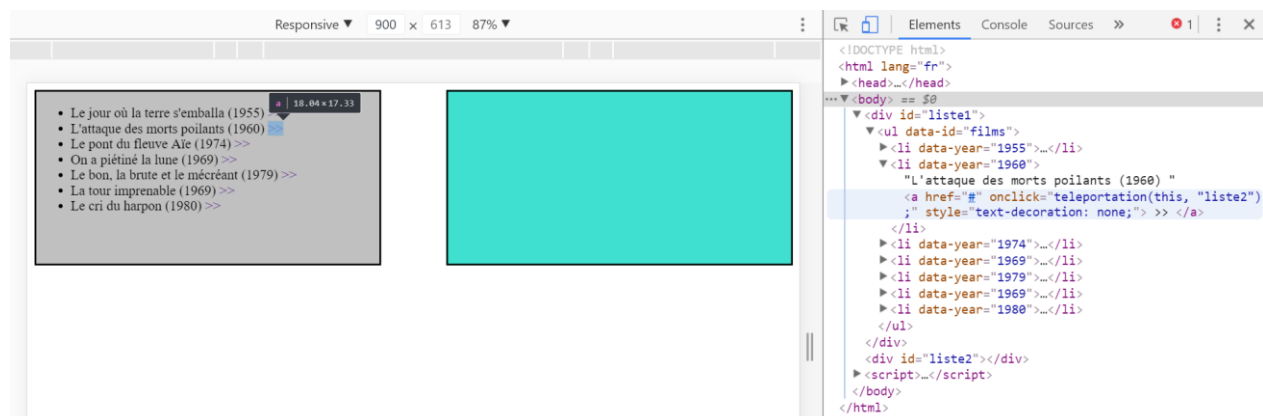 Responsive ▼ 900 × 613 87% ▼
Elements Console Sources » 1
Le jour où la terre s'emballa (1955) >>
a | 18.04×17.33
L'attaque des morts poilants (1960) >>
Le pont du fleuve Aïe (1974) >>
On a piétiné la lune (1969) >>
Le bon, la brute et le mécréant (1979) >>
La tour imprenable (1969) >>
Le cri du harpon (1980) >>
<!DOCTYPE html>
<html lang="fr">
▶<head>…</head>
…▼<body> == $0
▼<div id="liste1">
▼<ul data-id="films">
▶<li data-year="1955">…</li>
▼<li data-year="1960">
"L'attaque des morts poilants (1960) "
<a href="#" onclick="teleportation(this, "liste2")
;" style="text-decoration: none;"> >> </a>
</li>
▶<li data-year="1974">…</li>
▶<li data-year="1969">…</li>
▶<li data-year="1979">…</li>
▶<li data-year="1969">…</li>
▶<li data-year="1980">…</li>
</ul>
</div>
<div id="liste2"></div>
▶<script>…</script>
</body>
</html>